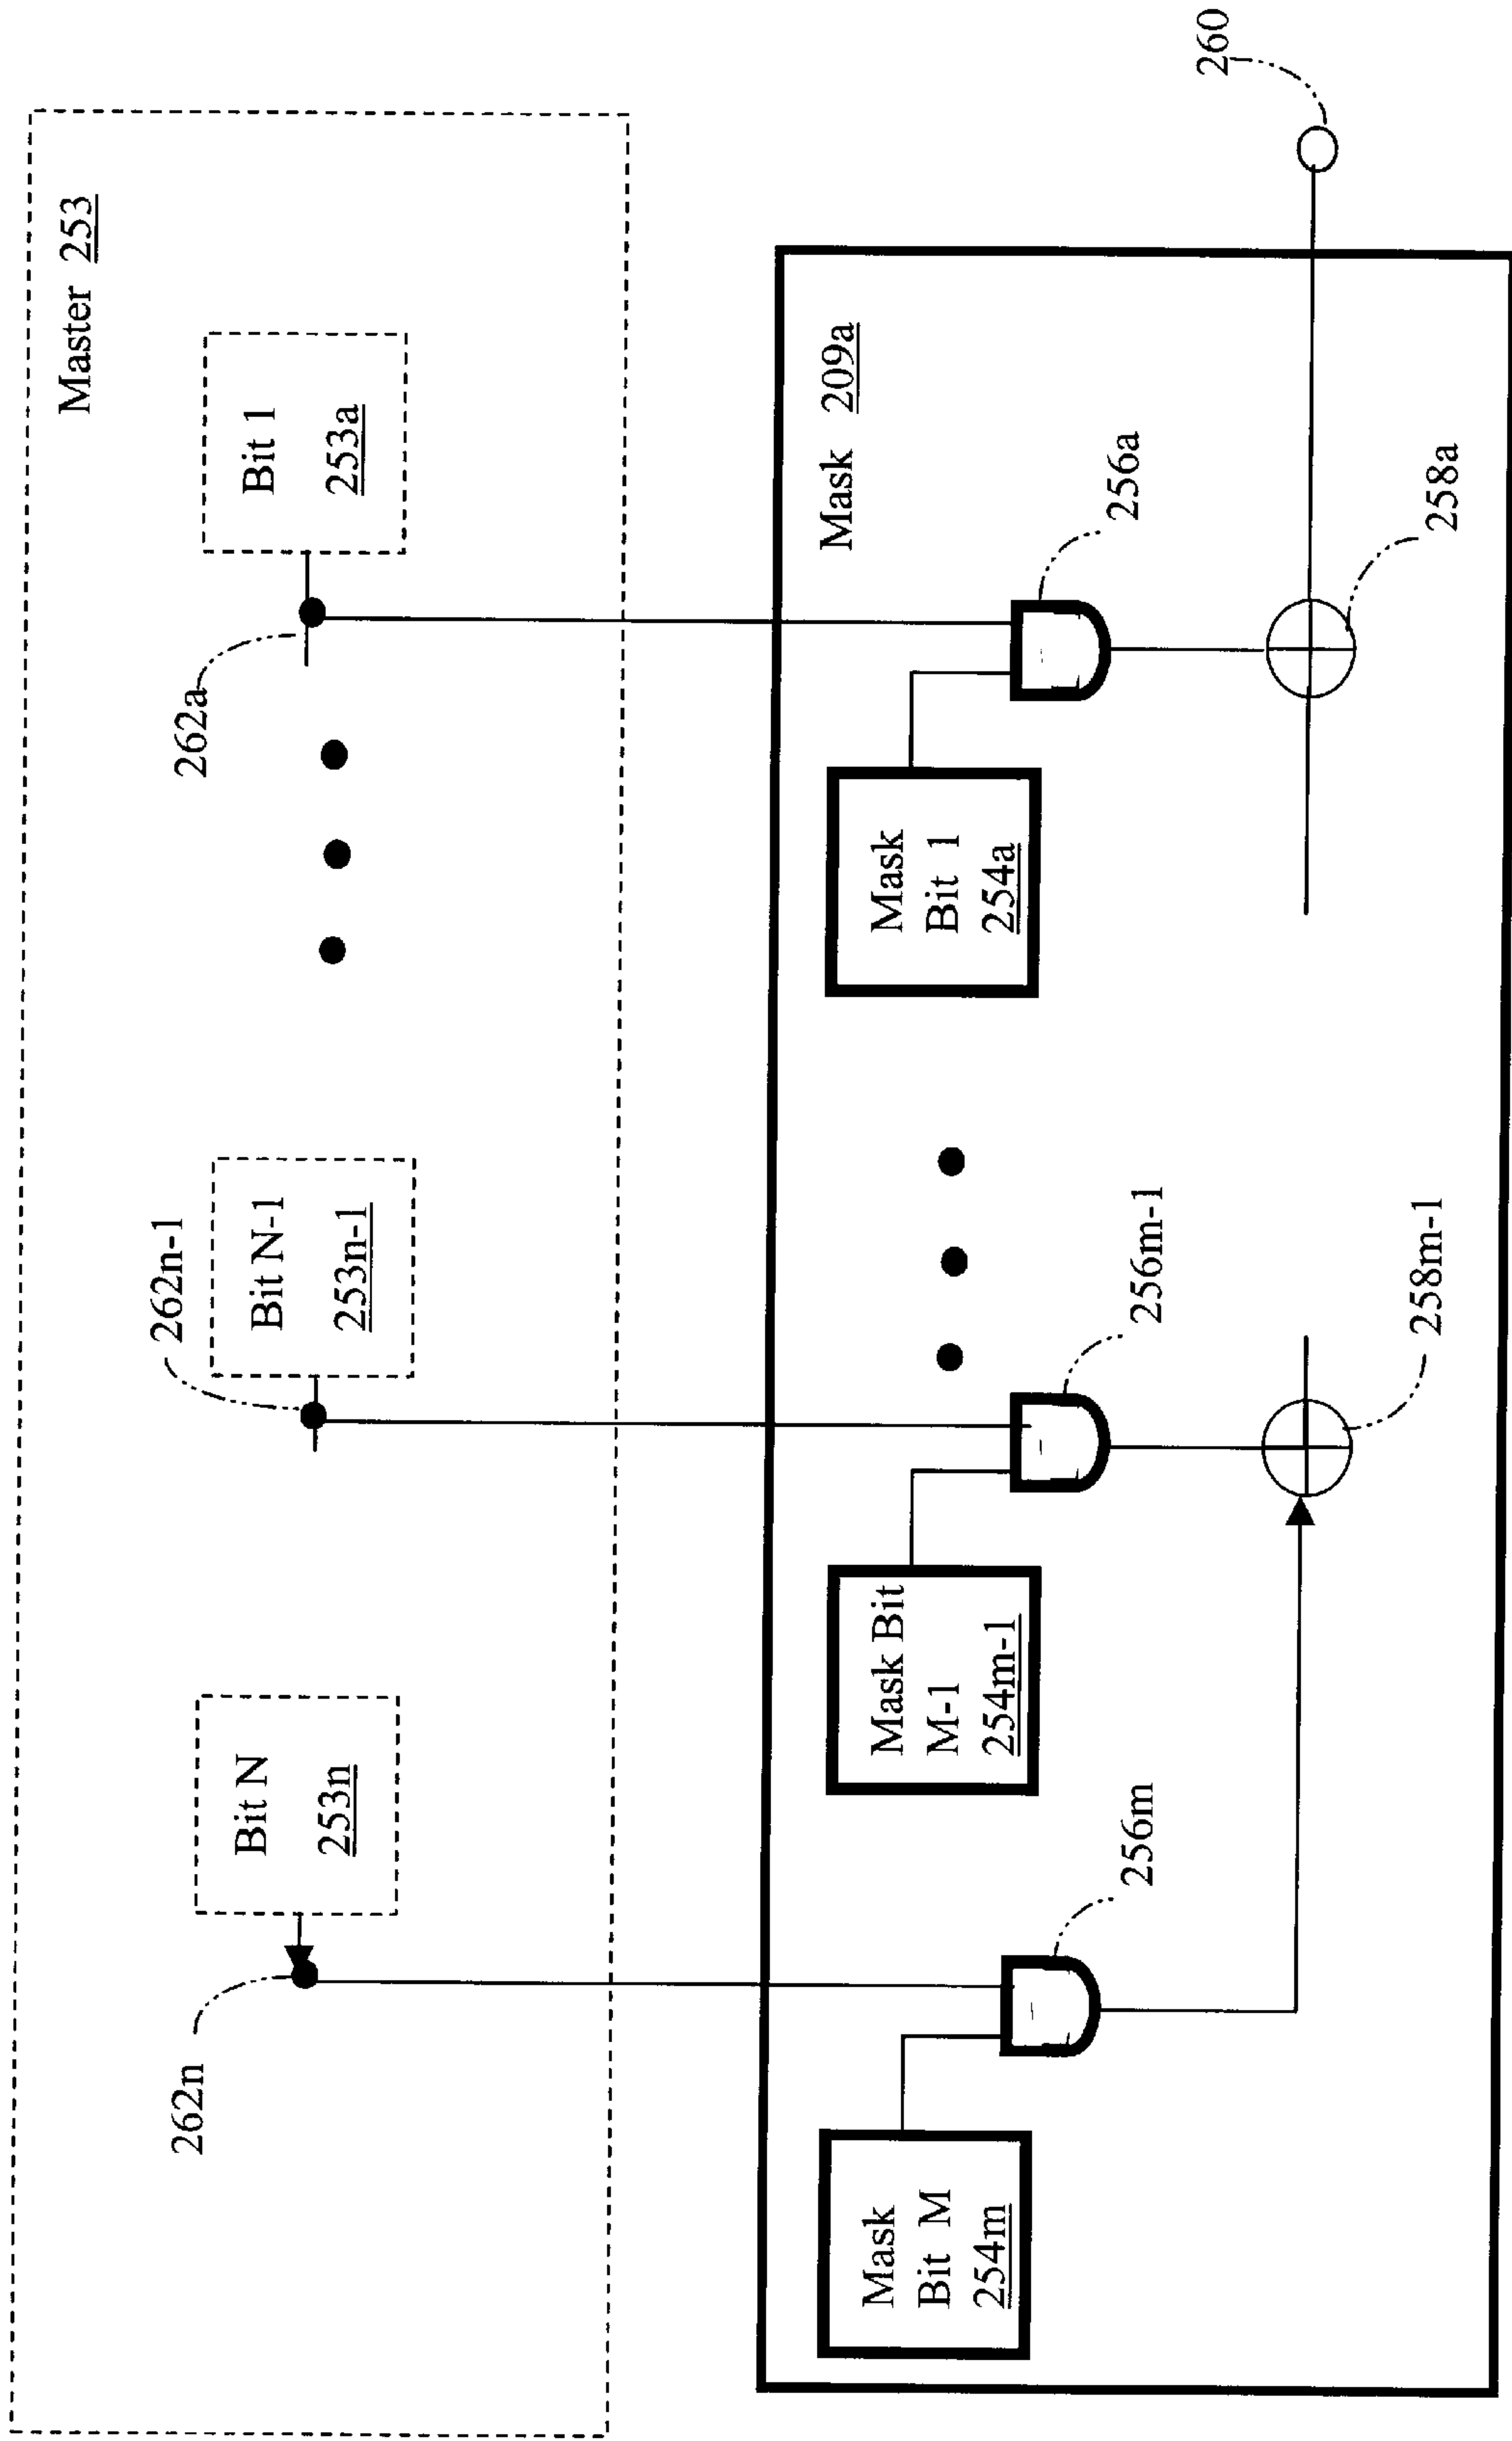 Master 253
262n
Bit N
253n
262n-1
Bit N-1
253n-1
262a
Bit 1
253a
Mask 209a
Mask
Bit M
254m
256m
Mask Bit
M-1
254m-1
256m-1
258m-1
Mask
Bit 1
254a
256a
258a
260